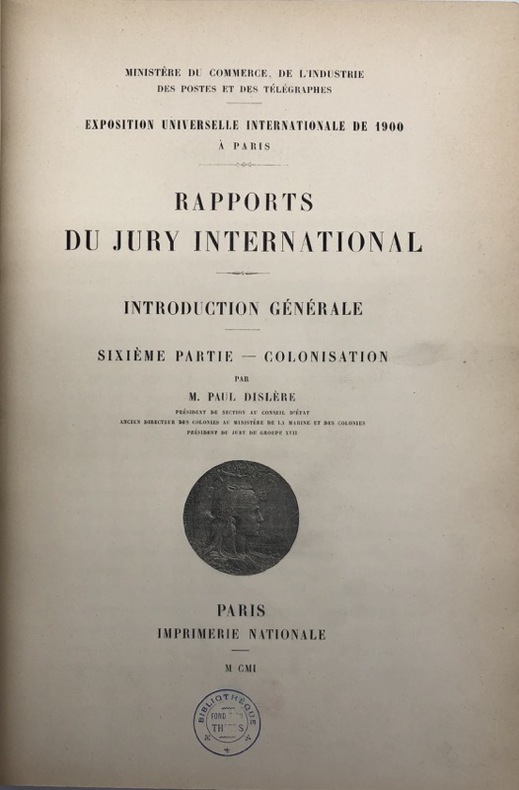 MINISTÈRE DU COMMERCE, DE L'INDUSTRIE
DES POSTES ET DES TÉLÉGRAPHES
EXPOSITION UNIVERSELLE INTERNATIONALE DE 1900
À PARIS
RAPPORTS
DU JURY INTERNATIONAL
INTRODUCTION GÉNÉRALE
SIXIÈME PARTIE — COLONISATION
PAR
M. PAUL DISLÈRE
PRÉSIDENT DE SECTION AU CONSEIL D'ÉTAT
ANCIEN DIRECTEUR DES COLONIES AU MINISTÈRE DE LA MARINE ET DES COLONIES
PRÉSIDENT DU JURY DU GROUPE XVII
PARIS
IMPRIMERIE NATIONALE
M CMI
BIBLIOTHÈQUE